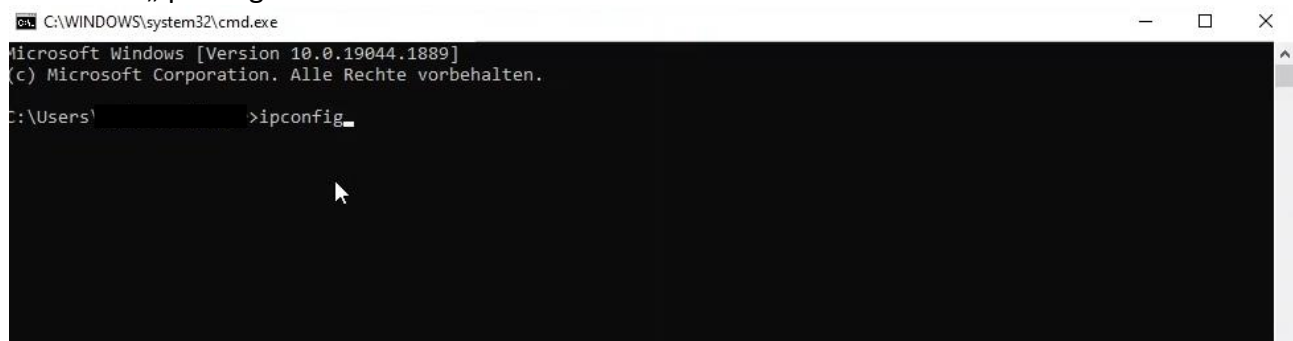 C:\WINDOWS\system32\cmd.exe
Microsoft Windows [Version 10.0.19044.1889]
(c) Microsoft Corporation. Alle Rechte vorbehalten.
C:\Users\ >ipconfig